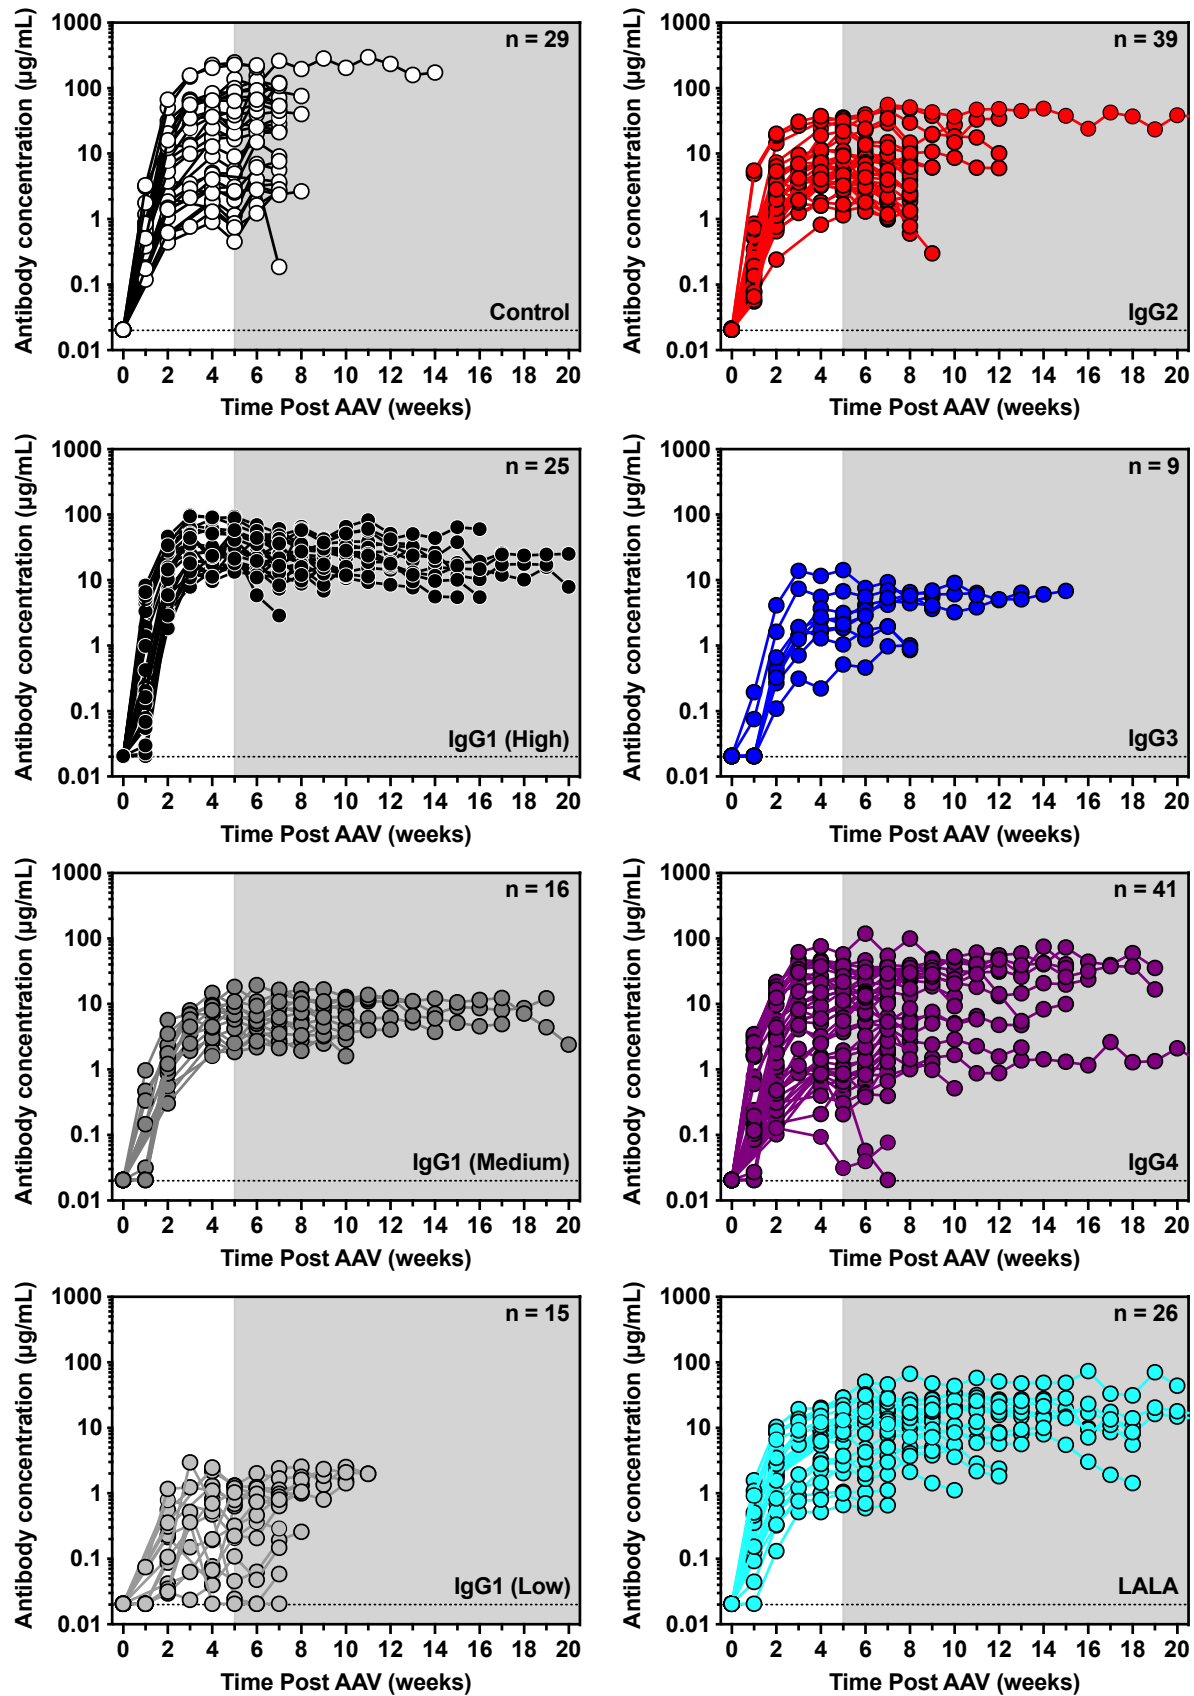 Antibody concentration (µg/mL)
1000
100
10
1
0.1
0.01
n = 29
Control
0 2 4 6 8 10 12 14 16 18 20
Time Post AAV (weeks)
Antibody concentration (µg/mL)
1000
100
10
1
0.1
0.01
n = 39
IgG2
0 2 4 6 8 10 12 14 16 18 20
Time Post AAV (weeks)
Antibody concentration (µg/mL)
1000
100
10
1
0.1
0.01
n = 25
IgG1 (High)
0 2 4 6 8 10 12 14 16 18 20
Time Post AAV (weeks)
Antibody concentration (µg/mL)
1000
100
10
1
0.1
0.01
n = 9
IgG3
0 2 4 6 8 10 12 14 16 18 20
Time Post AAV (weeks)
Antibody concentration (µg/mL)
1000
100
10
1
0.1
0.01
n = 16
IgG1 (Medium)
0 2 4 6 8 10 12 14 16 18 20
Time Post AAV (weeks)
Antibody concentration (µg/mL)
1000
100
10
1
0.1
0.01
n = 41
IgG4
0 2 4 6 8 10 12 14 16 18 20
Time Post AAV (weeks)
Antibody concentration (µg/mL)
1000
100
10
1
0.1
0.01
n = 15
IgG1 (Low)
0 2 4 6 8 10 12 14 16 18 20
Time Post AAV (weeks)
Antibody concentration (µg/mL)
1000
100
10
1
0.1
0.01
n = 26
LALA
0 2 4 6 8 10 12 14 16 18 20
Time Post AAV (weeks)